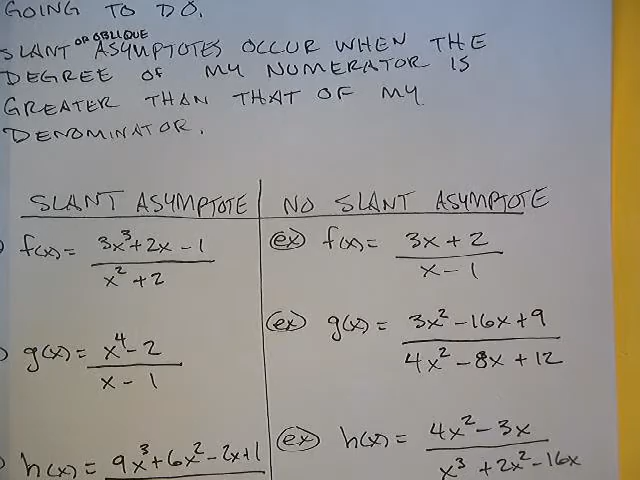 GOING TO DO.
SLANT OR OBLIQUE ASYMPTOTES OCCUR WHEN THE
DEGREE OF MY NUMERATOR IS
GREATER THAN THAT OF MY
DENOMINATOR.
SLANT ASYMPTOTE | NO SLANT ASYMPTOTE
f(x) = (3x³+2x-1)/(x²+2)
g(x) = (x⁴-2)/(x-1)
h(x) = 9x³+6x²-2x+1
ex f(x) = (3x+2)/(x-1)
ex g(x) = (3x²-16x+9)/(4x²-8x+12)
ex h(x) = (4x²-3x)/(x³+2x²-16x)